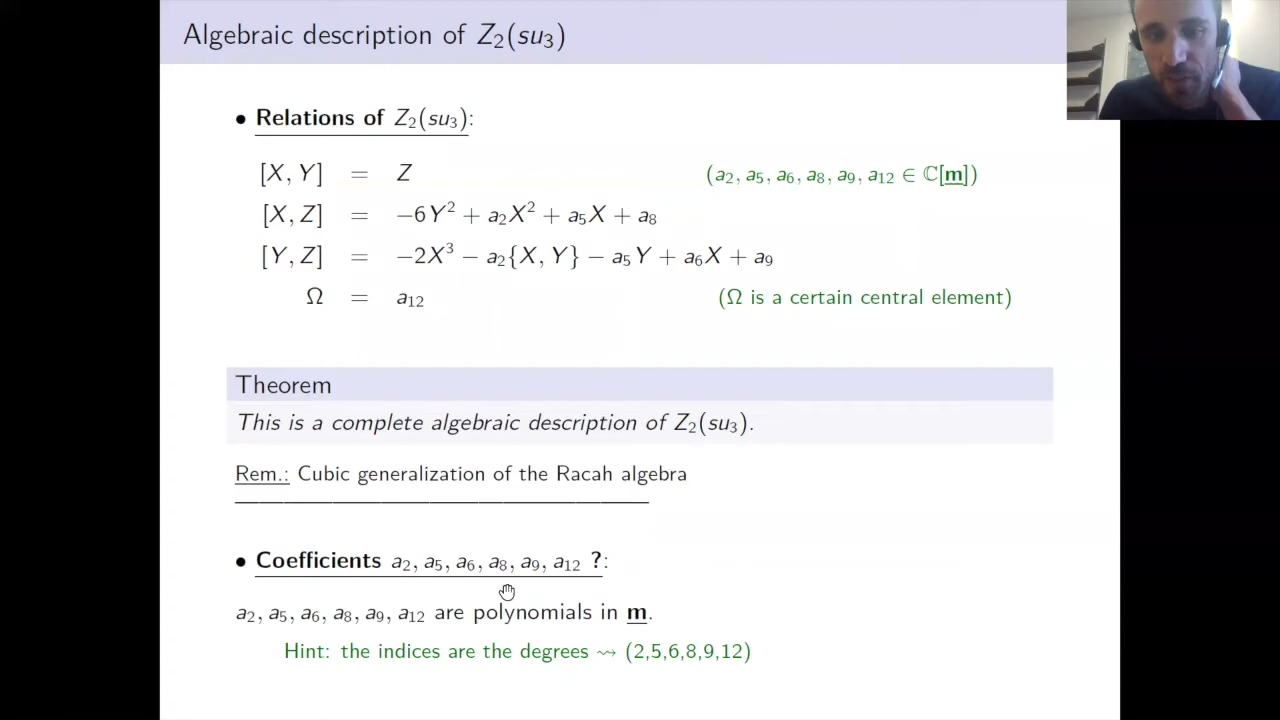 Algebraic description of Z₂(su₃)
• Relations of Z₂(su₃):
[X, Y] = Z (a₂, a₅, a₆, a₈, a₉, a₁₂ ∈ ℂ[m])
[X, Z] = −6Y² + a₂X² + a₅X + a₈
[Y, Z] = −2X³ − a₂{X, Y} − a₅Y + a₆X + a₉
Ω = a₁₂ (Ω is a certain central element)
Theorem
This is a complete algebraic description of Z₂(su₃).
Rem.: Cubic generalization of the Racah algebra
• Coefficients a₂, a₅, a₆, a₈, a₉, a₁₂ ?:
a₂, a₅, a₆, a₈, a₉, a₁₂ are polynomials in m.
Hint: the indices are the degrees ⇝ (2,5,6,8,9,12)